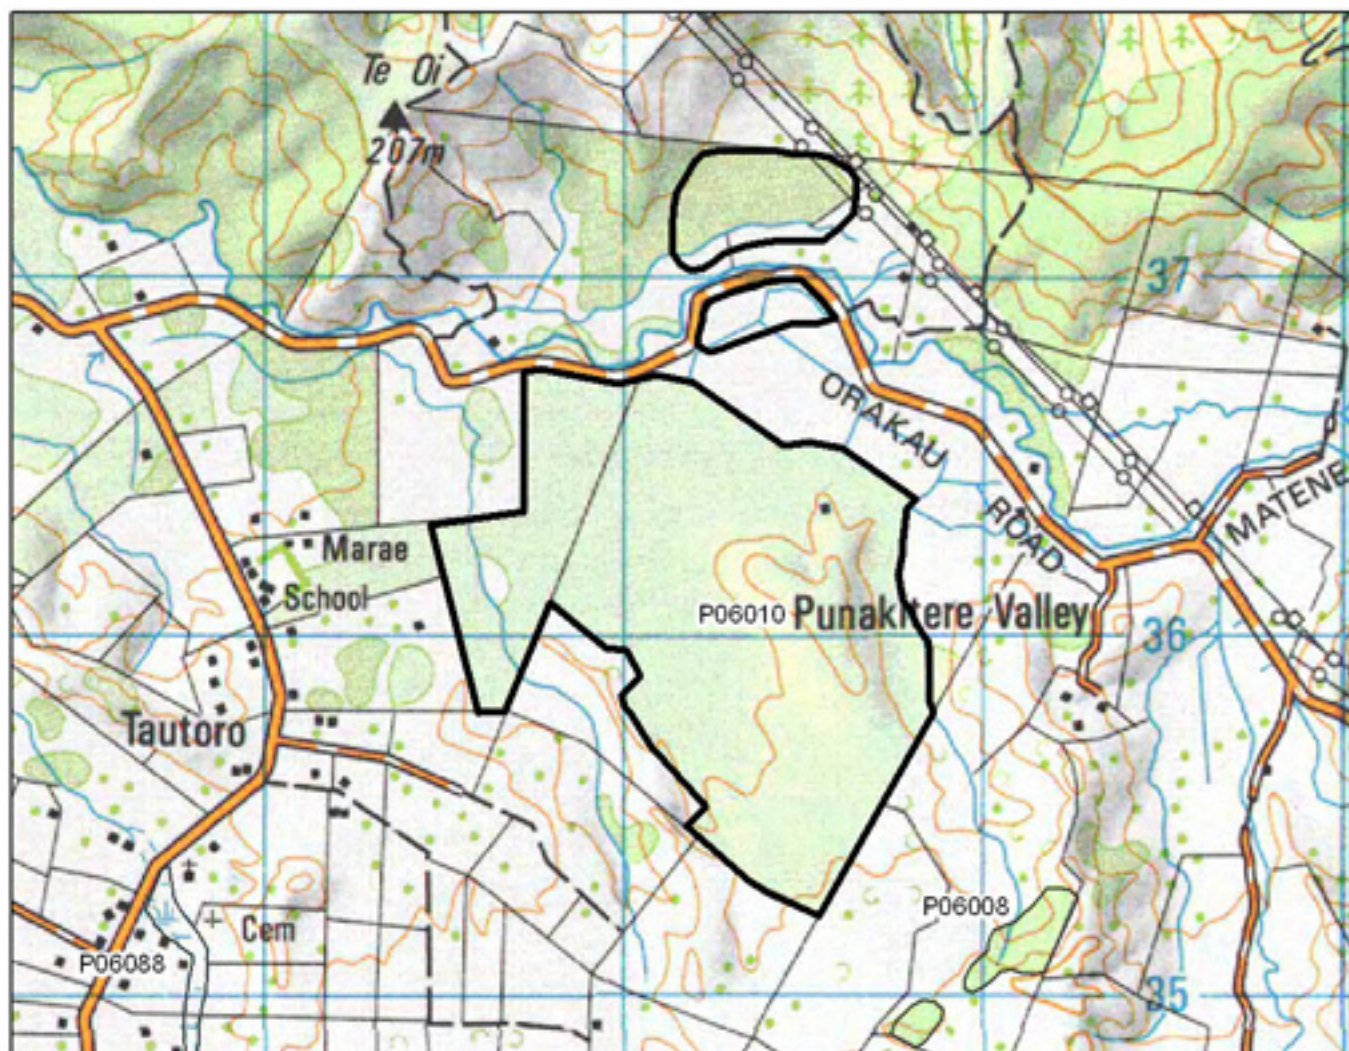 Te Oi
207m
37
ORAKAU
ROAD
MATENE
Marae
School
P06010
Punakitere Valley
36
Tautoro
P06008
Cem
P06088
35